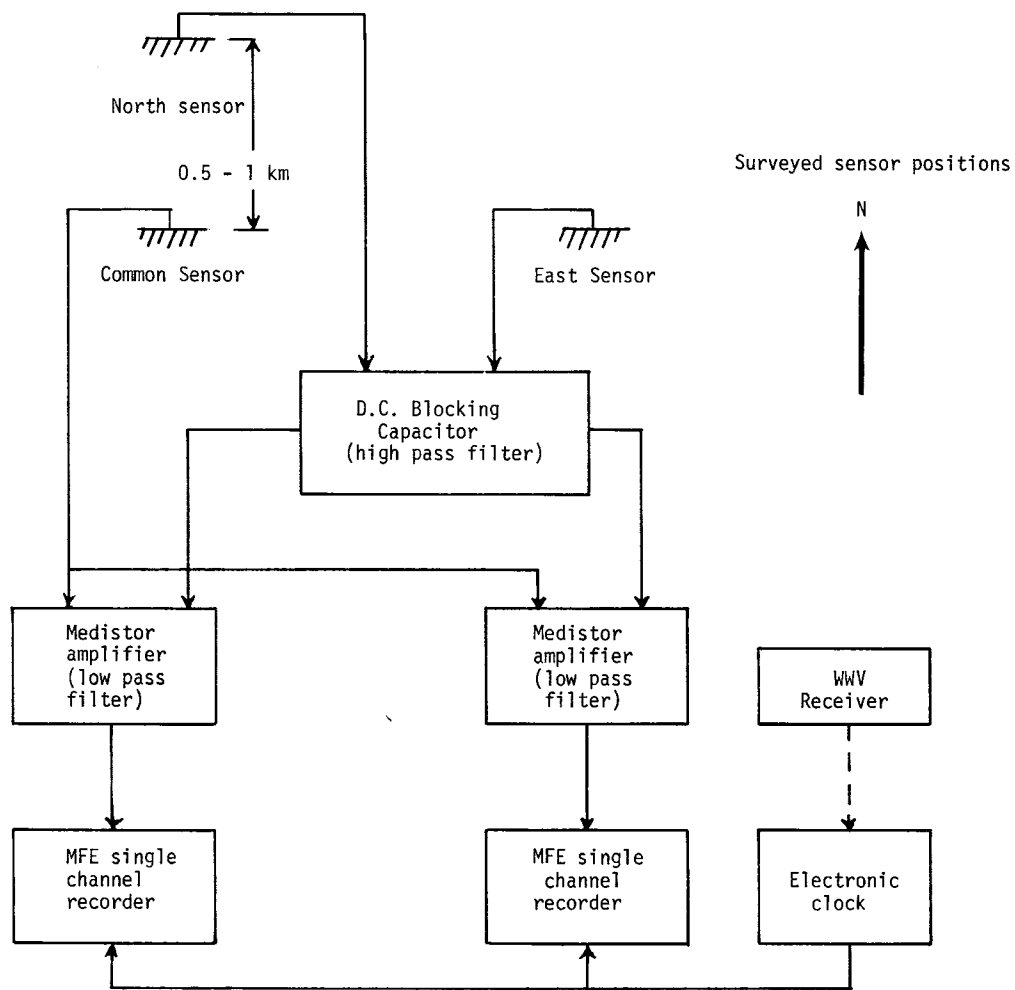 North sensor
0.5 - 1 km
Surveyed sensor positions
N
Common Sensor
East Sensor
D.C. Blocking
Capacitor
(high pass filter)
Medistor
amplifier
(low pass
filter)
Medistor
amplifier
(low pass
filter)
WWV
Receiver
MFE single
channel
recorder
MFE single
channel
recorder
Electronic
clock